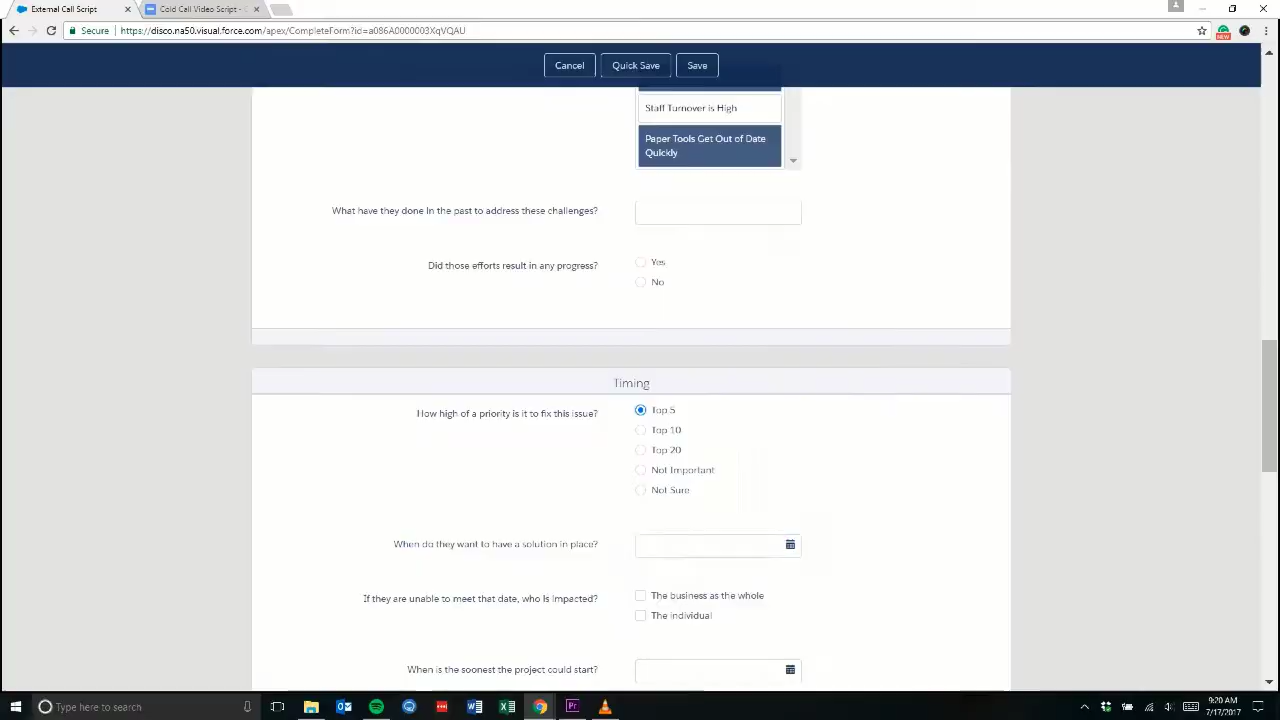 External Call Script
Cold Call Video Script - G
Secure
https://disco.na50.visual.force.com/apex/CompleteForm?id=a086A0000003XqVQAU
NEW
Cancel
Quick Save
Save
Staff Turnover is High
Paper Tools Get Out of Date
Quickly
What have they done in the past to address these challenges?
Did those efforts result in any progress?
Yes
No
Timing
How high of a priority is it to fix this issue?
Top 5
Top 10
Top 20
Not Important
Not Sure
When do they want to have a solution in place?
If they are unable to meet that date, who is impacted?
The business as the whole
The individual
When is the soonest the project could start?
Type here to search
Pr
9:20 AM
7/17/2017